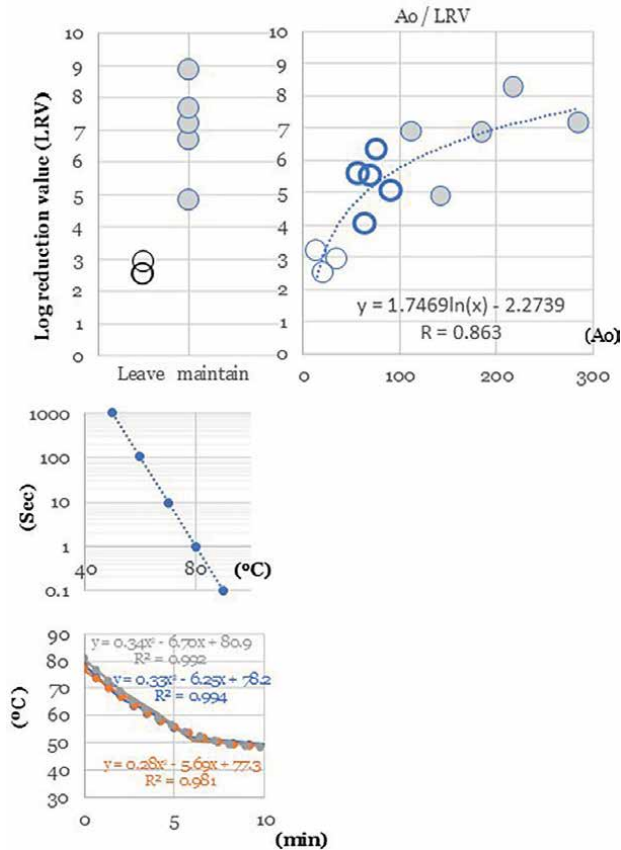 Ao / LRV
Log reduction value (LRV)
10
9
8
7
6
5
4
3
2
1
0
Leave maintain
10
9
8
7
6
5
4
3
2
1
0
y = 1.7469ln(x) - 2.2739
R = 0.863
(Ao)
0 100 200 300
(Sec)
1000
100
10
1
0.1
40 80 (°C)
(°C)
90
80
70
60
50
40
30
y = 0.34x² - 6.70x + 80.9
R² = 0.992
y = 0.33x² - 6.25x + 78.2
R² = 0.994
y = 0.28x² - 5.69x + 77.3
R² = 0.981
0 5 10
(min)